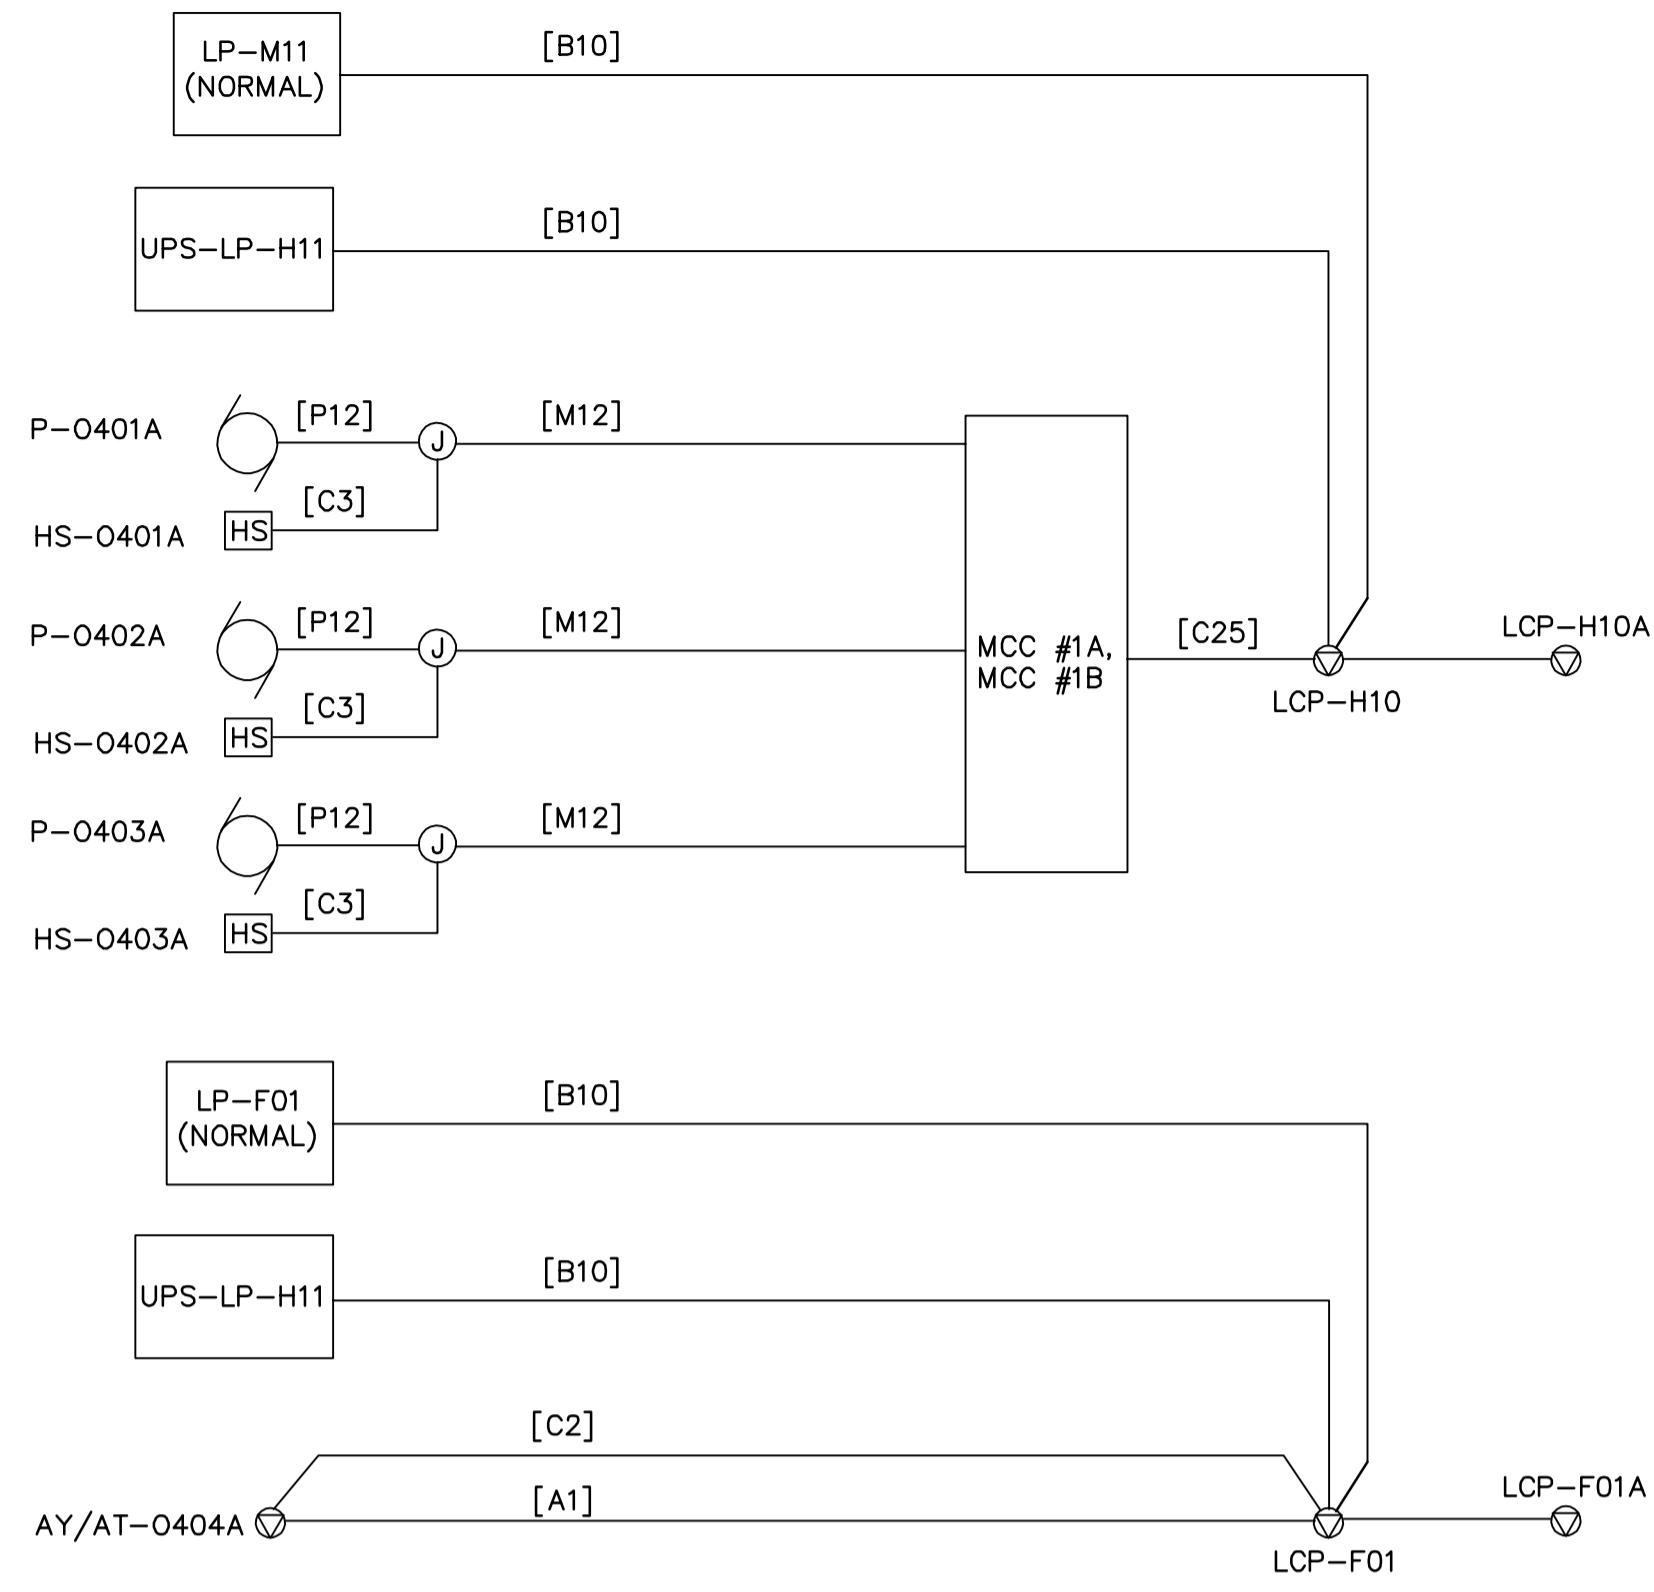 LP-M11
(NORMAL)
[B10]
UPS-LP-H11
[B10]
P-0401A
[P12]
J
[M12]
HS-0401A
HS
[C3]
P-0402A
[P12]
J
[M12]
HS-0402A
HS
[C3]
P-0403A
[P12]
J
[M12]
HS-0403A
HS
[C3]
MCC #1A,
MCC #1B
[C25]
LCP-H10
LCP-H10A
LP-F01
(NORMAL)
[B10]
UPS-LP-H11
[B10]
[C2]
AY/AT-0404A
[A1]
LCP-F01
LCP-F01A